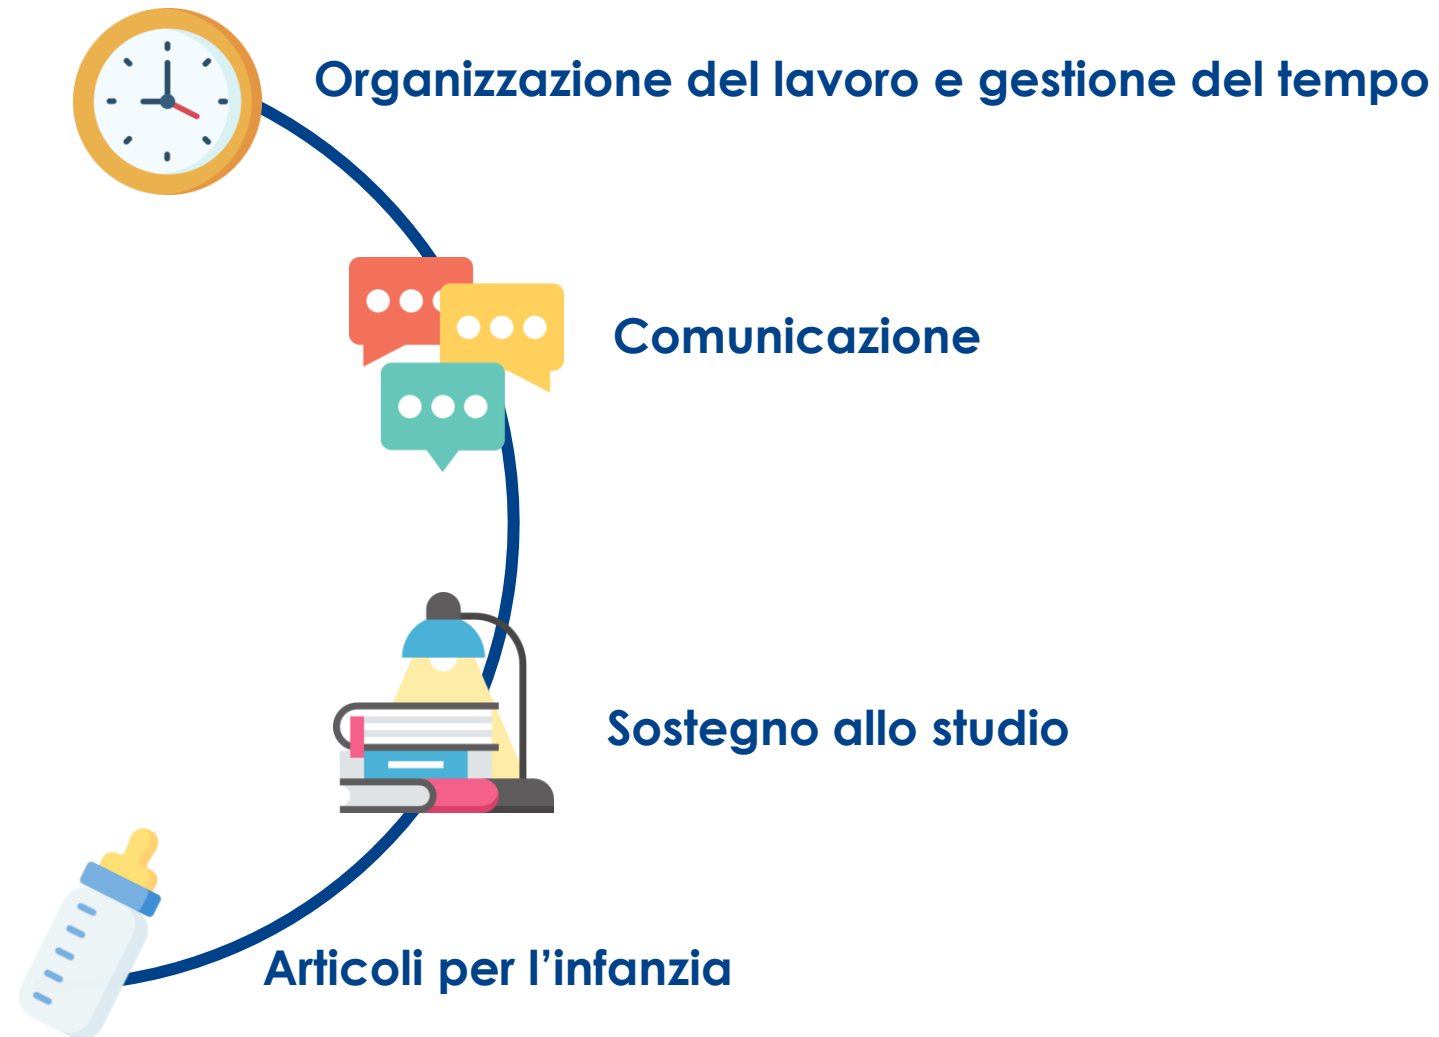 Organizzazione del lavoro e gestione del tempo
Comunicazione
Sostegno allo studio
Articoli per l’infanzia